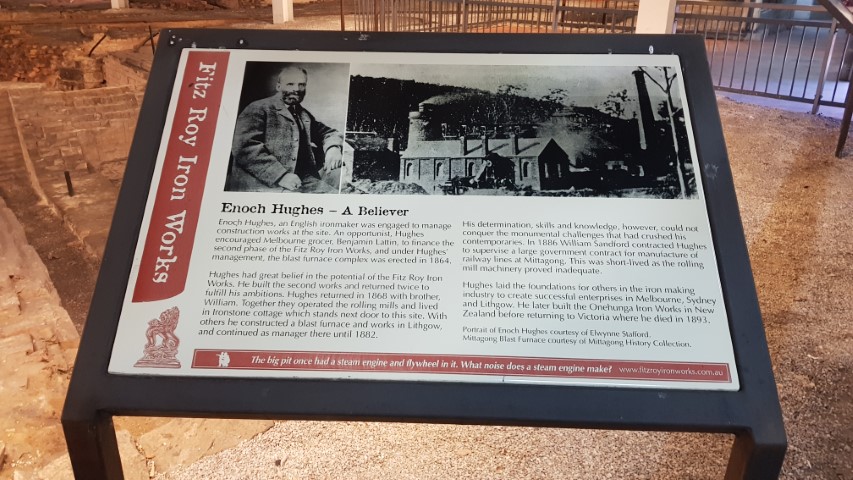 Fitz Roy Iron Works
Enoch Hughes – A Believer
Enoch Hughes, an English ironmaker was engaged to manage
construction works at the site. An opportunist, Hughes
encouraged Melbourne grocer, Benjamin Lattin, to finance the
second phase of the Fitz Roy Iron Works, and under Hughes'
management, the blast furnace complex was erected in 1864.
Hughes had great belief in the potential of the Fitz Roy Iron
Works. He built the second works and returned twice to
fulfill his ambitions. Hughes returned in 1868 with brother,
William. Together they operated the rolling mills and lived
in Ironstone cottage which stands next door to this site. With
others he constructed a blast furnace and works in Lithgow,
and continued as manager there until 1882.
His determination, skills and knowledge, however, could not
conquer the monumental challenges that had crushed his
contemporaries. In 1886 William Sandford contracted Hughes
to supervise a large government contract for manufacture of
railway lines at Mittagong. This was short-lived as the rolling
mill machinery proved inadequate.
Hughes laid the foundations for others in the iron making
industry to create successful enterprises in Melbourne, Sydney
and Lithgow. He later built the Onehunga Iron Works in New
Zealand before returning to Victoria where he died in 1893.
Portrait of Enoch Hughes courtesy of Elwynne Stafford.
Mittagong Blast Furnace courtesy of Mittagong History Collection.
The big pit once had a steam engine and flywheel in it. What noise does a steam engine make? www.fitzroyironworks.com.au